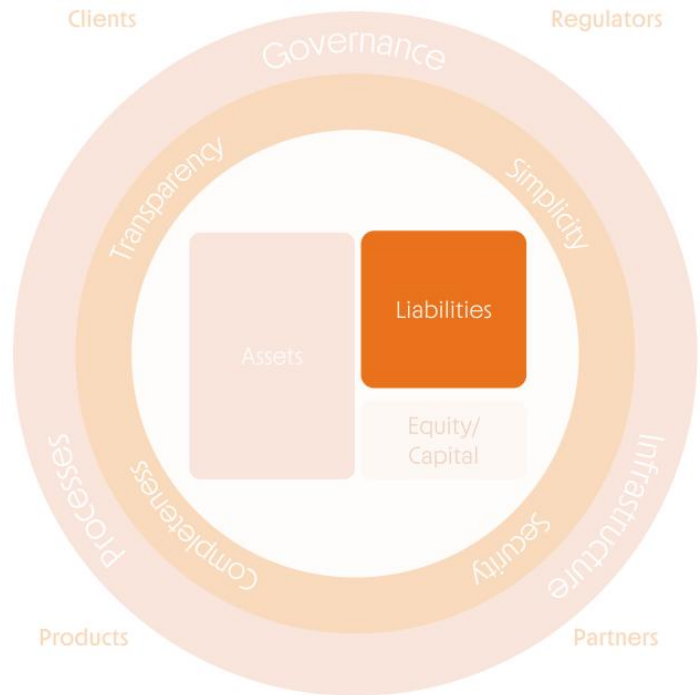 Clients
Regulators
Governance
Transparency
Simplicity
Liabilities
Assets
Equity/
Capital
Processes
Completeness
Security
Infrastructure
Products
Partners